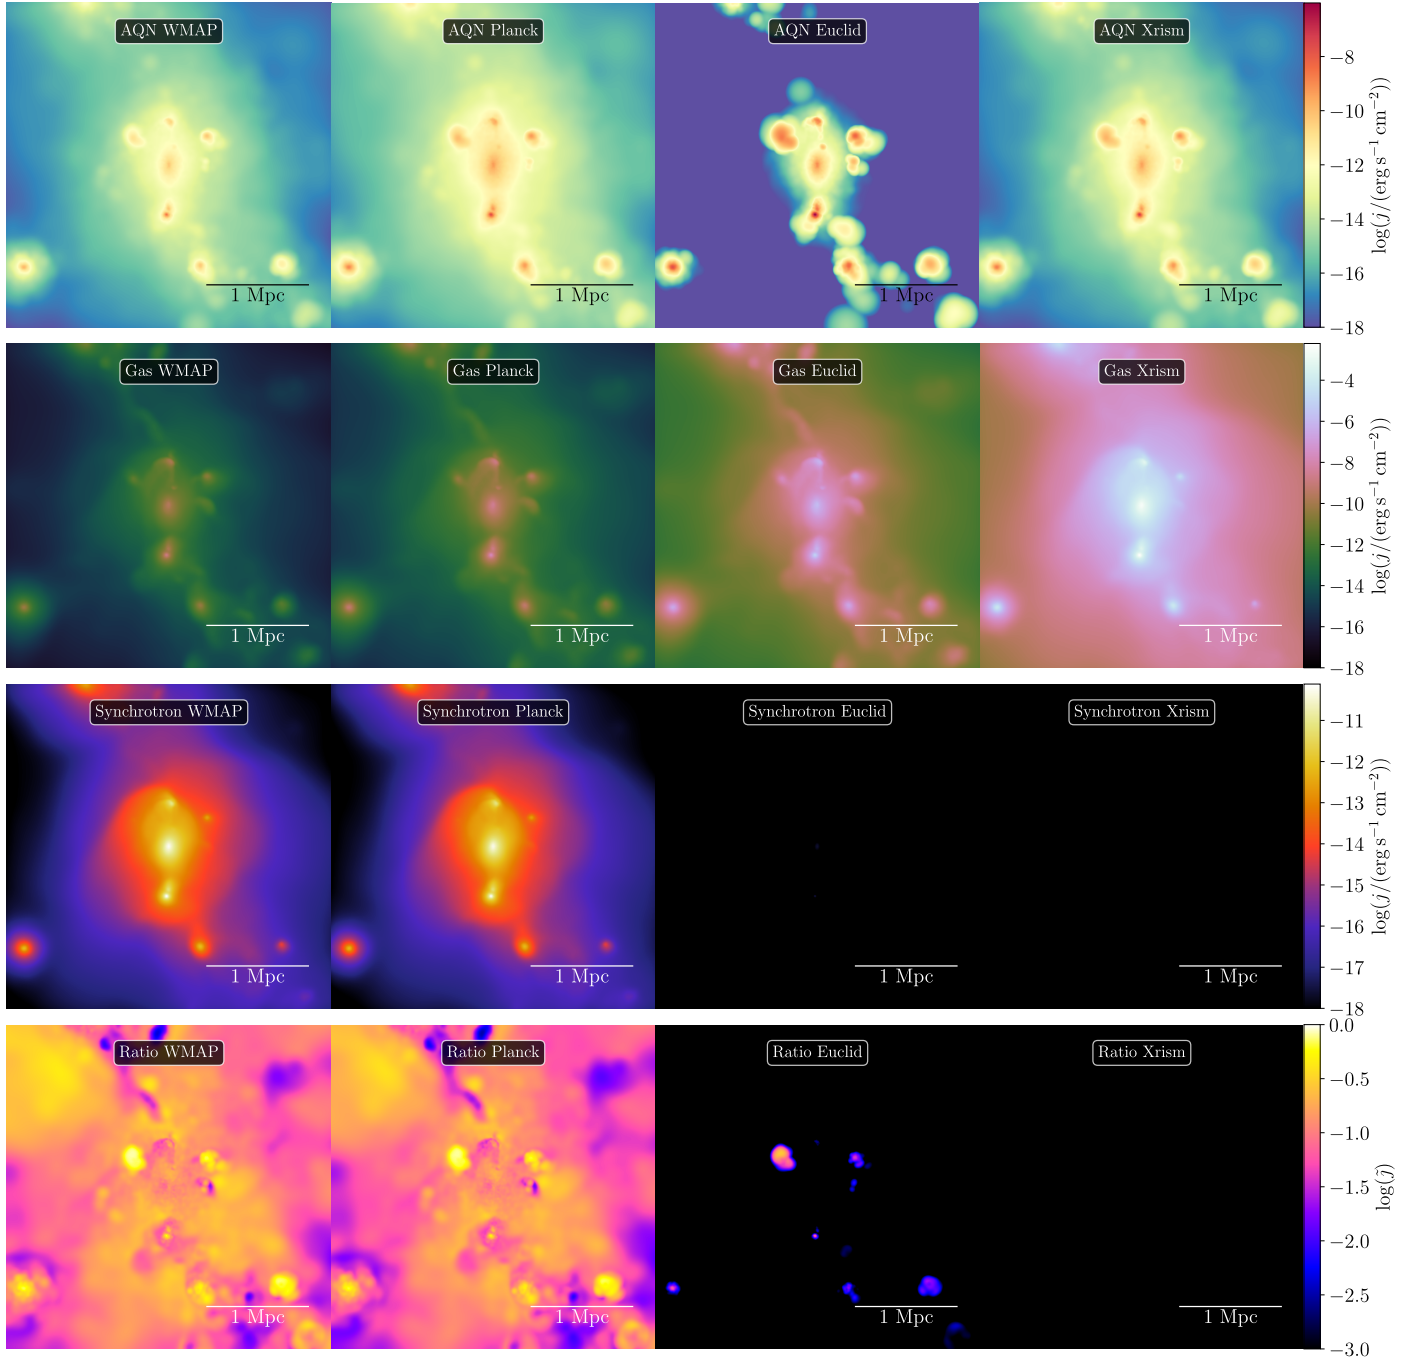 AQN WMAP
AQN Planck
AQN Euclid
AQN Xrism
1 Mpc
1 Mpc
1 Mpc
1 Mpc
−8
−10
−12
−14
−16
−18
log(j/(erg s⁻¹ cm⁻²))
Gas WMAP
Gas Planck
Gas Euclid
Gas Xrism
1 Mpc
1 Mpc
1 Mpc
1 Mpc
−4
−6
−8
−10
−12
−14
−16
−18
log(j/(erg s⁻¹ cm⁻²))
Synchrotron WMAP
Synchrotron Planck
Synchrotron Euclid
Synchrotron Xrism
1 Mpc
1 Mpc
1 Mpc
1 Mpc
−11
−12
−13
−14
−15
−16
−17
−18
log(j/(erg s⁻¹ cm⁻²))
Ratio WMAP
Ratio Planck
Ratio Euclid
Ratio Xrism
1 Mpc
1 Mpc
1 Mpc
1 Mpc
0.0
−0.5
−1.0
−1.5
−2.0
−2.5
−3.0
log(j̃)